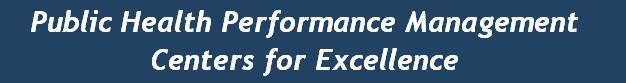 Public Health Performance Management
Centers for Excellence